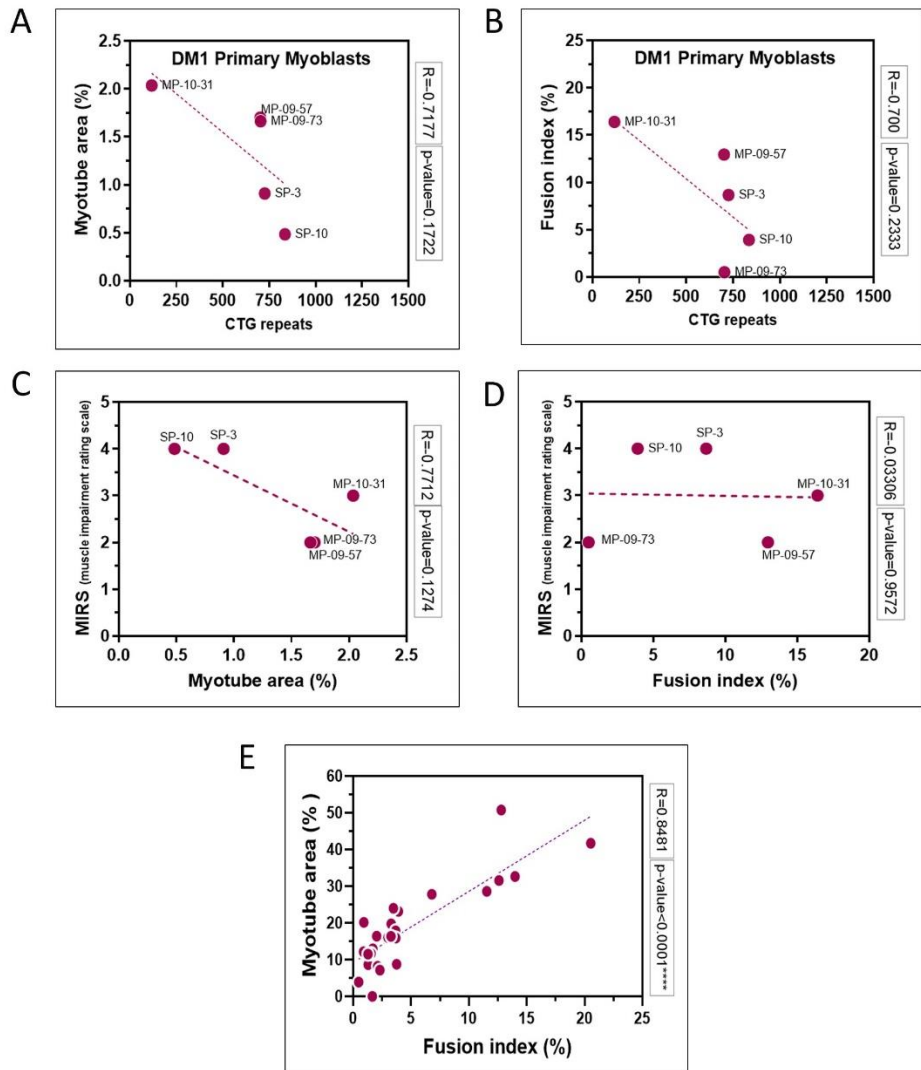 A
DM1 Primary Myoblasts
Myotube area (%)
2.5
2.0
1.5
1.0
0.5
0.0
MP-10-31
MP-09-57
MP-09-73
SP-3
SP-10
0 250 500 750 1000 1250 1500
CTG repeats
R=-0.7177
p-value=0.1722
B
DM1 Primary Myoblasts
Fusion index (%)
25
20
15
10
5
0
MP-10-31
MP-09-57
SP-3
SP-10
MP-09-73
0 250 500 750 1000 1250 1500
CTG repeats
R=-0.700
p-value=0.2333
C
MIRS (muscle impairment rating scale)
5
4
3
2
1
0
SP-10
SP-3
MP-10-31
MP-09-73
MP-09-57
0.0 0.5 1.0 1.5 2.0 2.5
Myotube area (%)
R=-0.7712
p-value=0.1274
D
MIRS (muscle impairment rating scale)
5
4
3
2
1
0
SP-3
SP-10
MP-10-31
MP-09-73
MP-09-57
0 5 10 15 20
Fusion index (%)
R=-0.03306
p-value=0.9572
E
Myotube area (% )
60
50
40
30
20
10
0
0 5 10 15 20 25
Fusion index (%)
R=0.8481
p-value<0.0001****